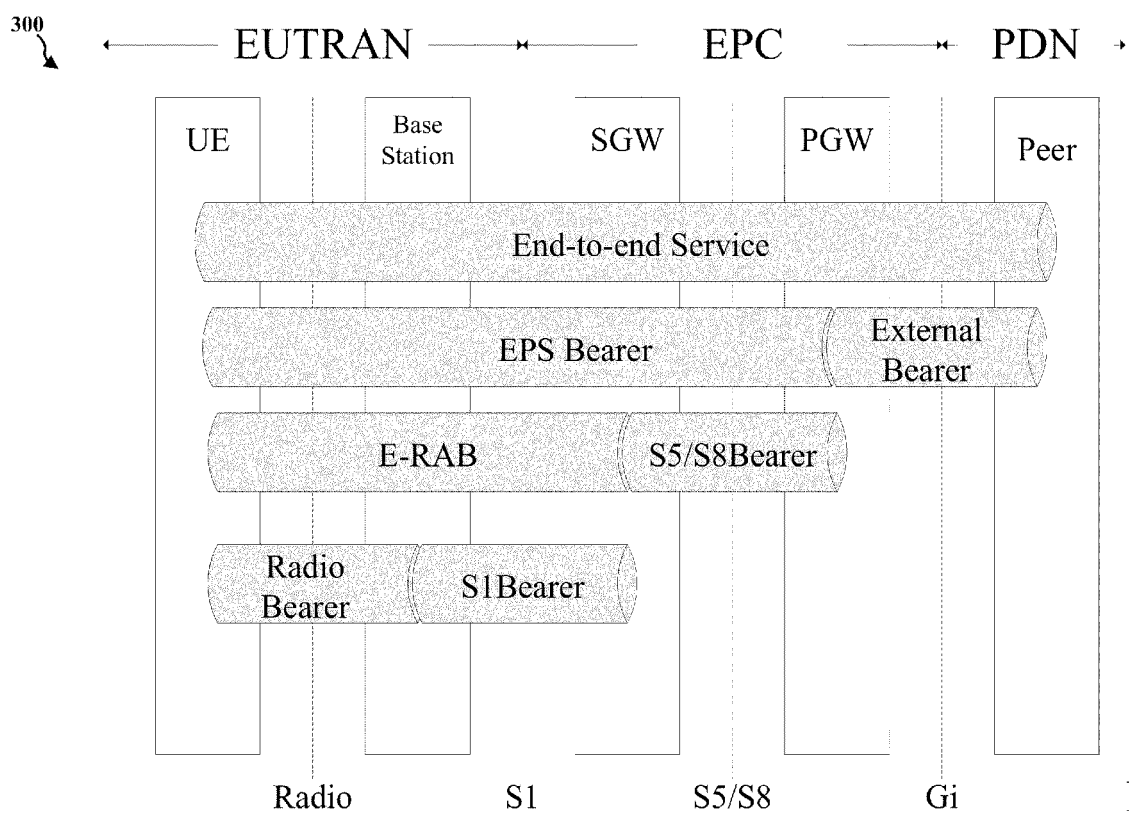 300
EUTRAN EPC PDN
UE Base Station SGW PGW Peer
End-to-end Service
EPS Bearer External Bearer
E-RAB S5/S8Bearer
Radio Bearer S1Bearer
Radio S1 S5/S8 Gi